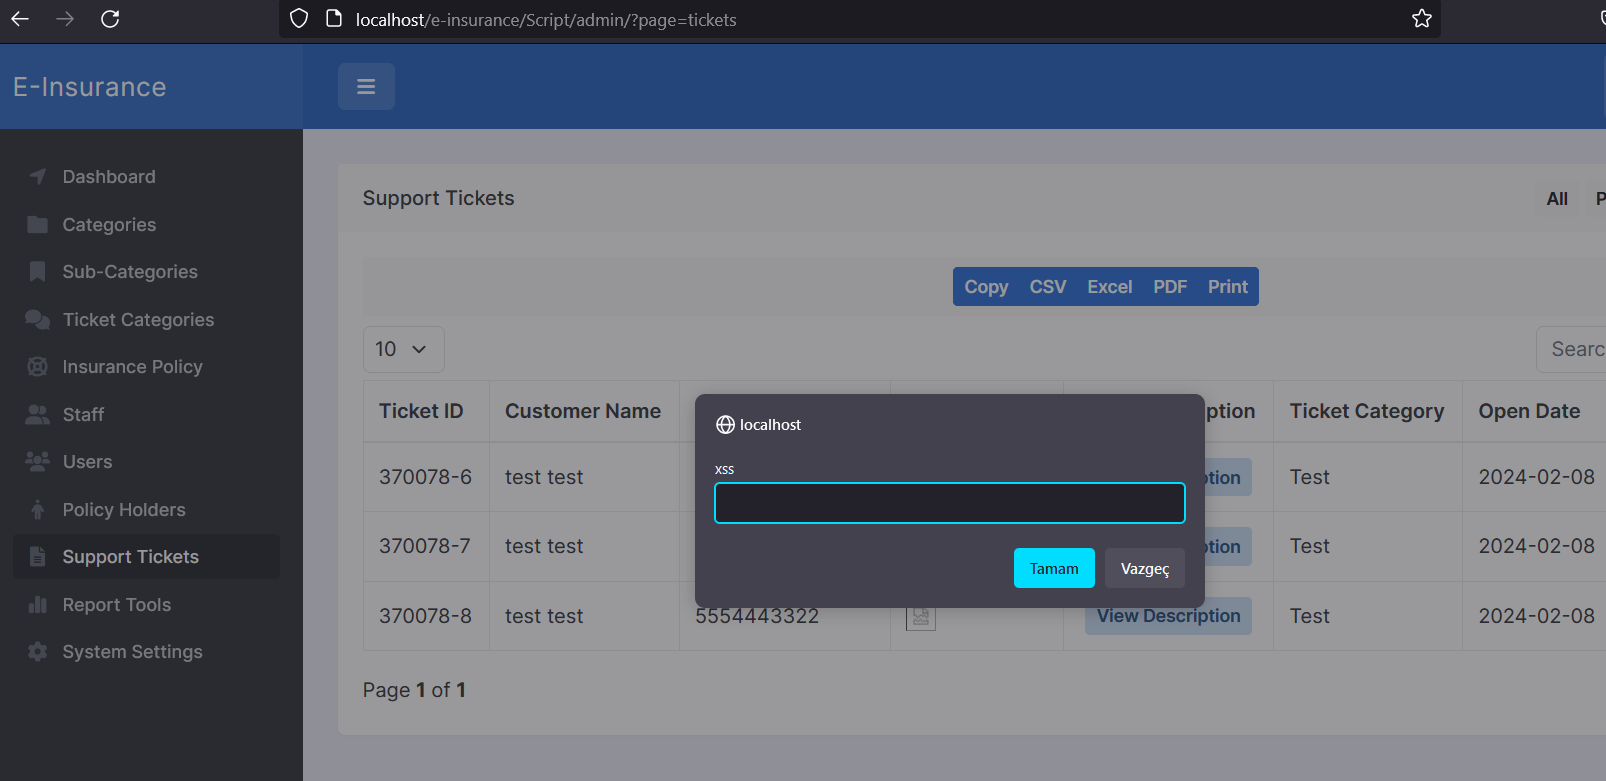 localhost/e-insurance/Script/admin/?page=tickets
E-Insurance
Dashboard
Categories
Sub-Categories
Ticket Categories
Insurance Policy
Staff
Users
Policy Holders
Support Tickets
Report Tools
System Settings
Support Tickets
All P
Copy CSV Excel PDF Print
10
Searc
Ticket ID Customer Name ption Ticket Category Open Date
370078-6 test test ption Test 2024-02-08
370078-7 test test ption Test 2024-02-08
370078-8 test test 5554443322 View Description Test 2024-02-08
Page 1 of 1
localhost
xss
Tamam Vazgeç